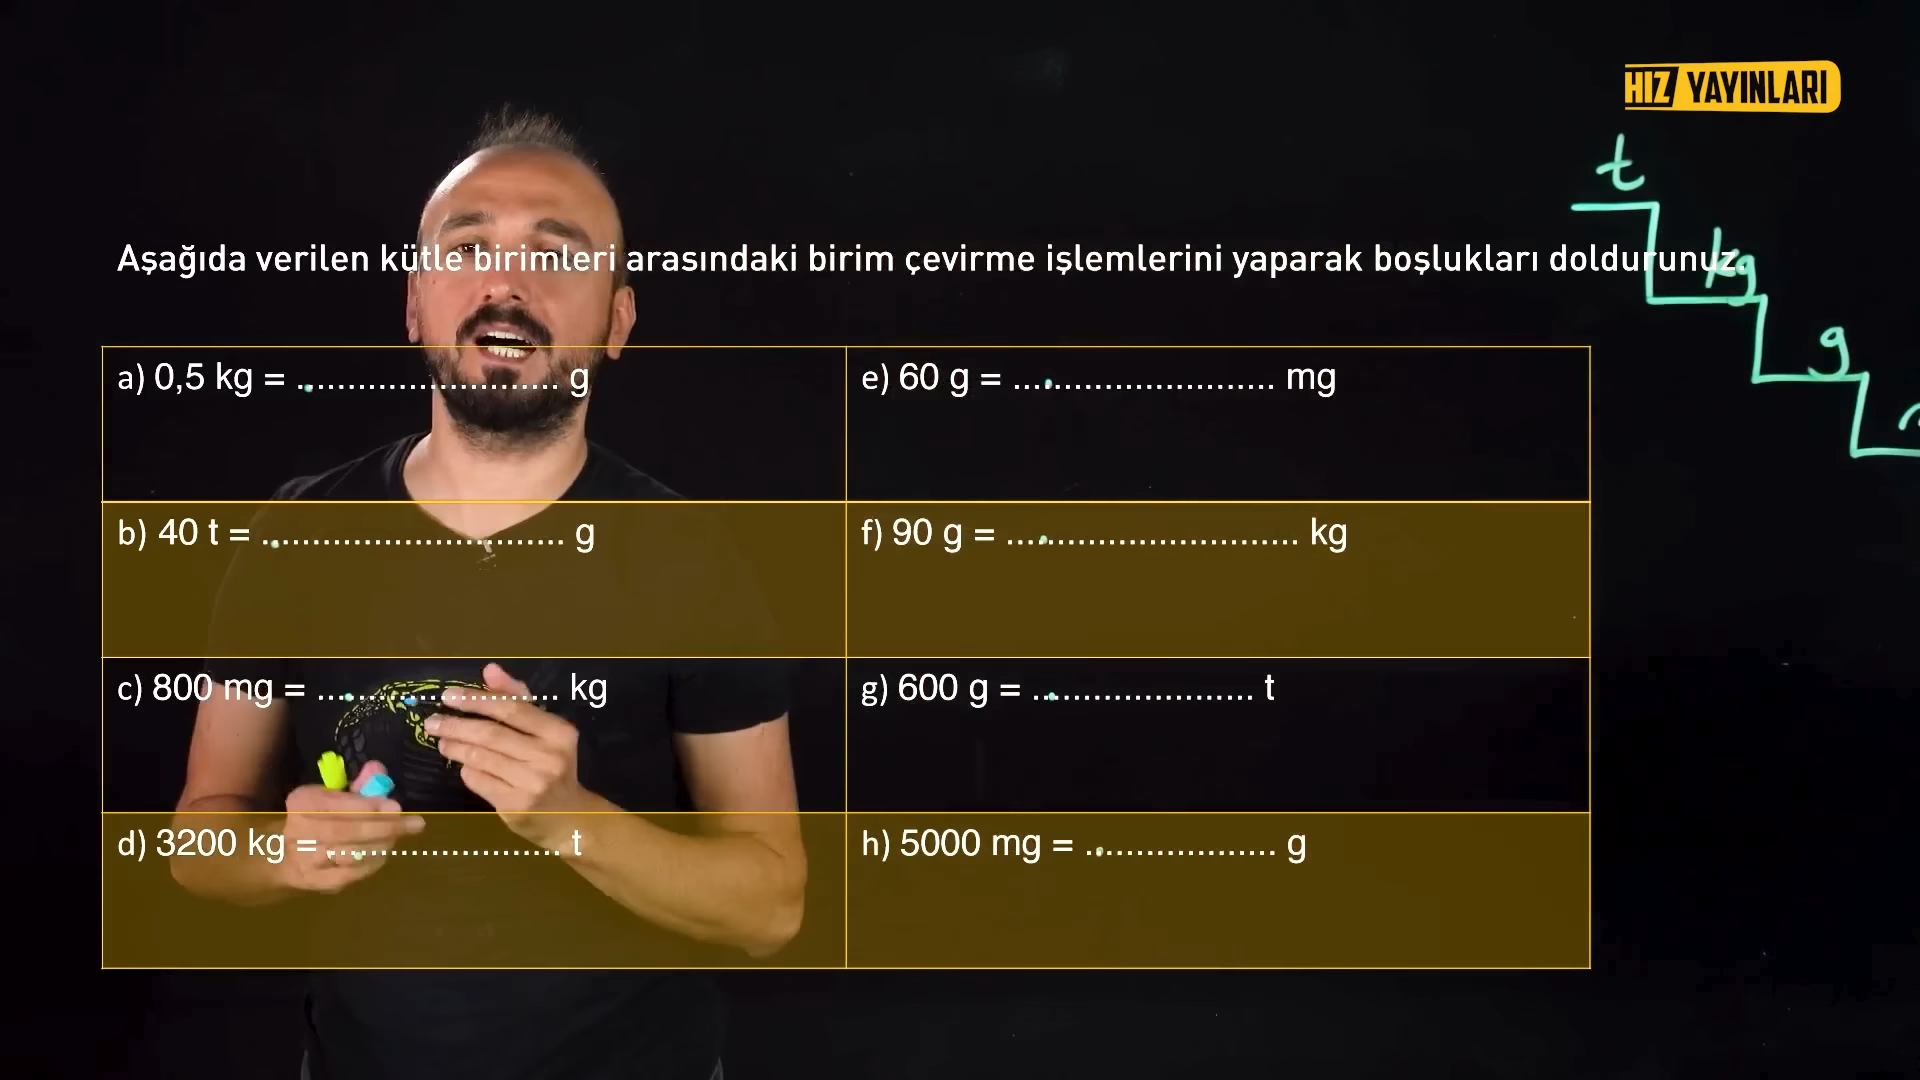 HIZ YAYINLARI
t
Aşağıda verilen kütle birimleri arasındaki birim çevirme işlemlerini yaparak boşlukları doldurunuz.
kg
g
a) 0,5 kg = .......................... g
e) 60 g = .......................... mg
b) 40 t = .............................. g
f) 90 g = ............................. kg
c) 800 mg = ........................ kg
g) 600 g = ...................... t
d) 3200 kg = ....................... t
h) 5000 mg = ................... g